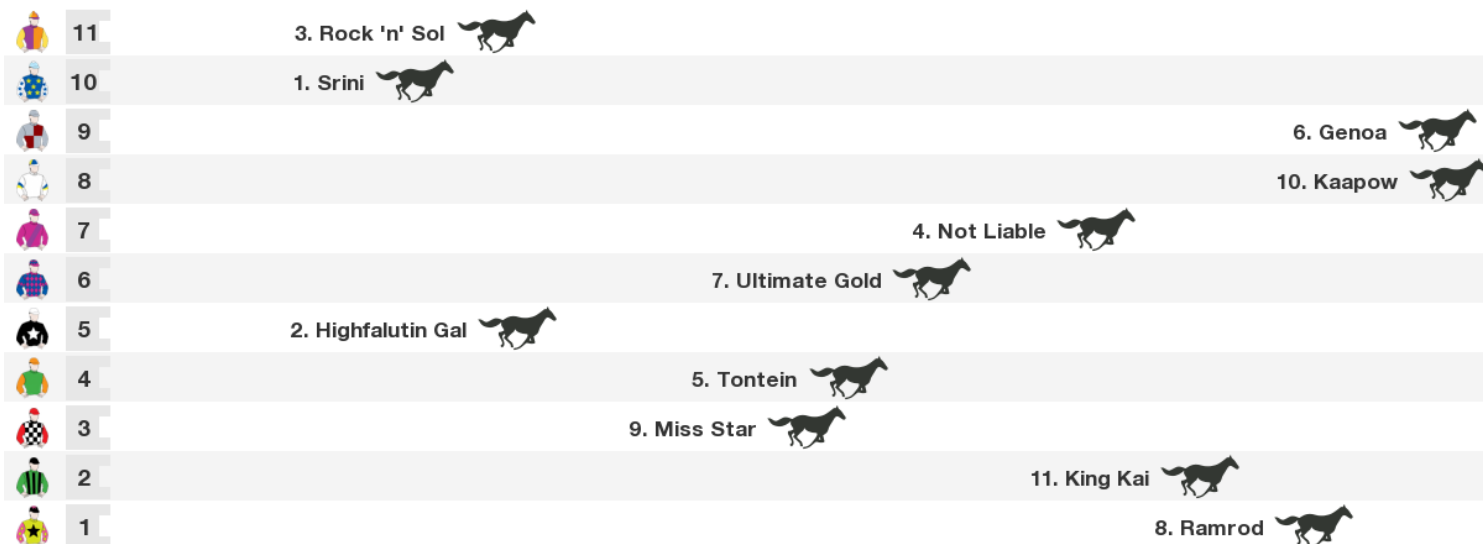 11 3. Rock 'n' Sol
10 1. Srini
9 6. Genoa
8 10. Kaapow
7 4. Not Liable
6 7. Ultimate Gold
5 2. Highfalutin Gal
4 5. Tontein
3 9. Miss Star
2 11. King Kai
1 8. Ramrod